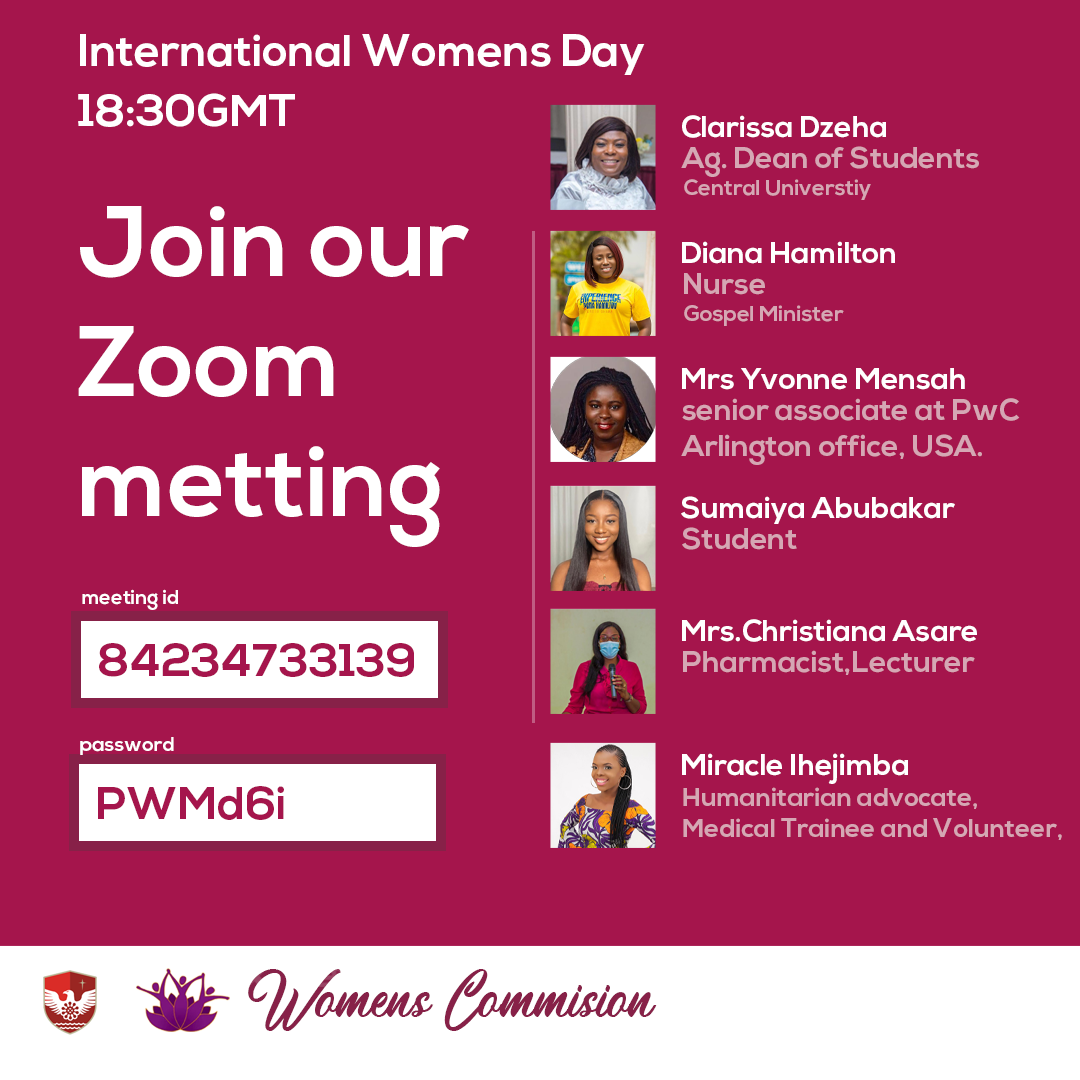 International Womens Day
18:30GMT
Join our
Zoom
metting
meeting id
84234733139
password
PWMd6i
Clarissa Dzeha
Ag. Dean of Students
Central Universtiy
Diana Hamilton
Nurse
Gospel Minister
Mrs Yvonne Mensah
senior associate at PwC
Arlington office, USA.
Sumaiya Abubakar
Student
Mrs.Christiana Asare
Pharmacist,Lecturer
Miracle Ihejimba
Humanitarian advocate,
Medical Trainee and Volunteer,
Womens Commision